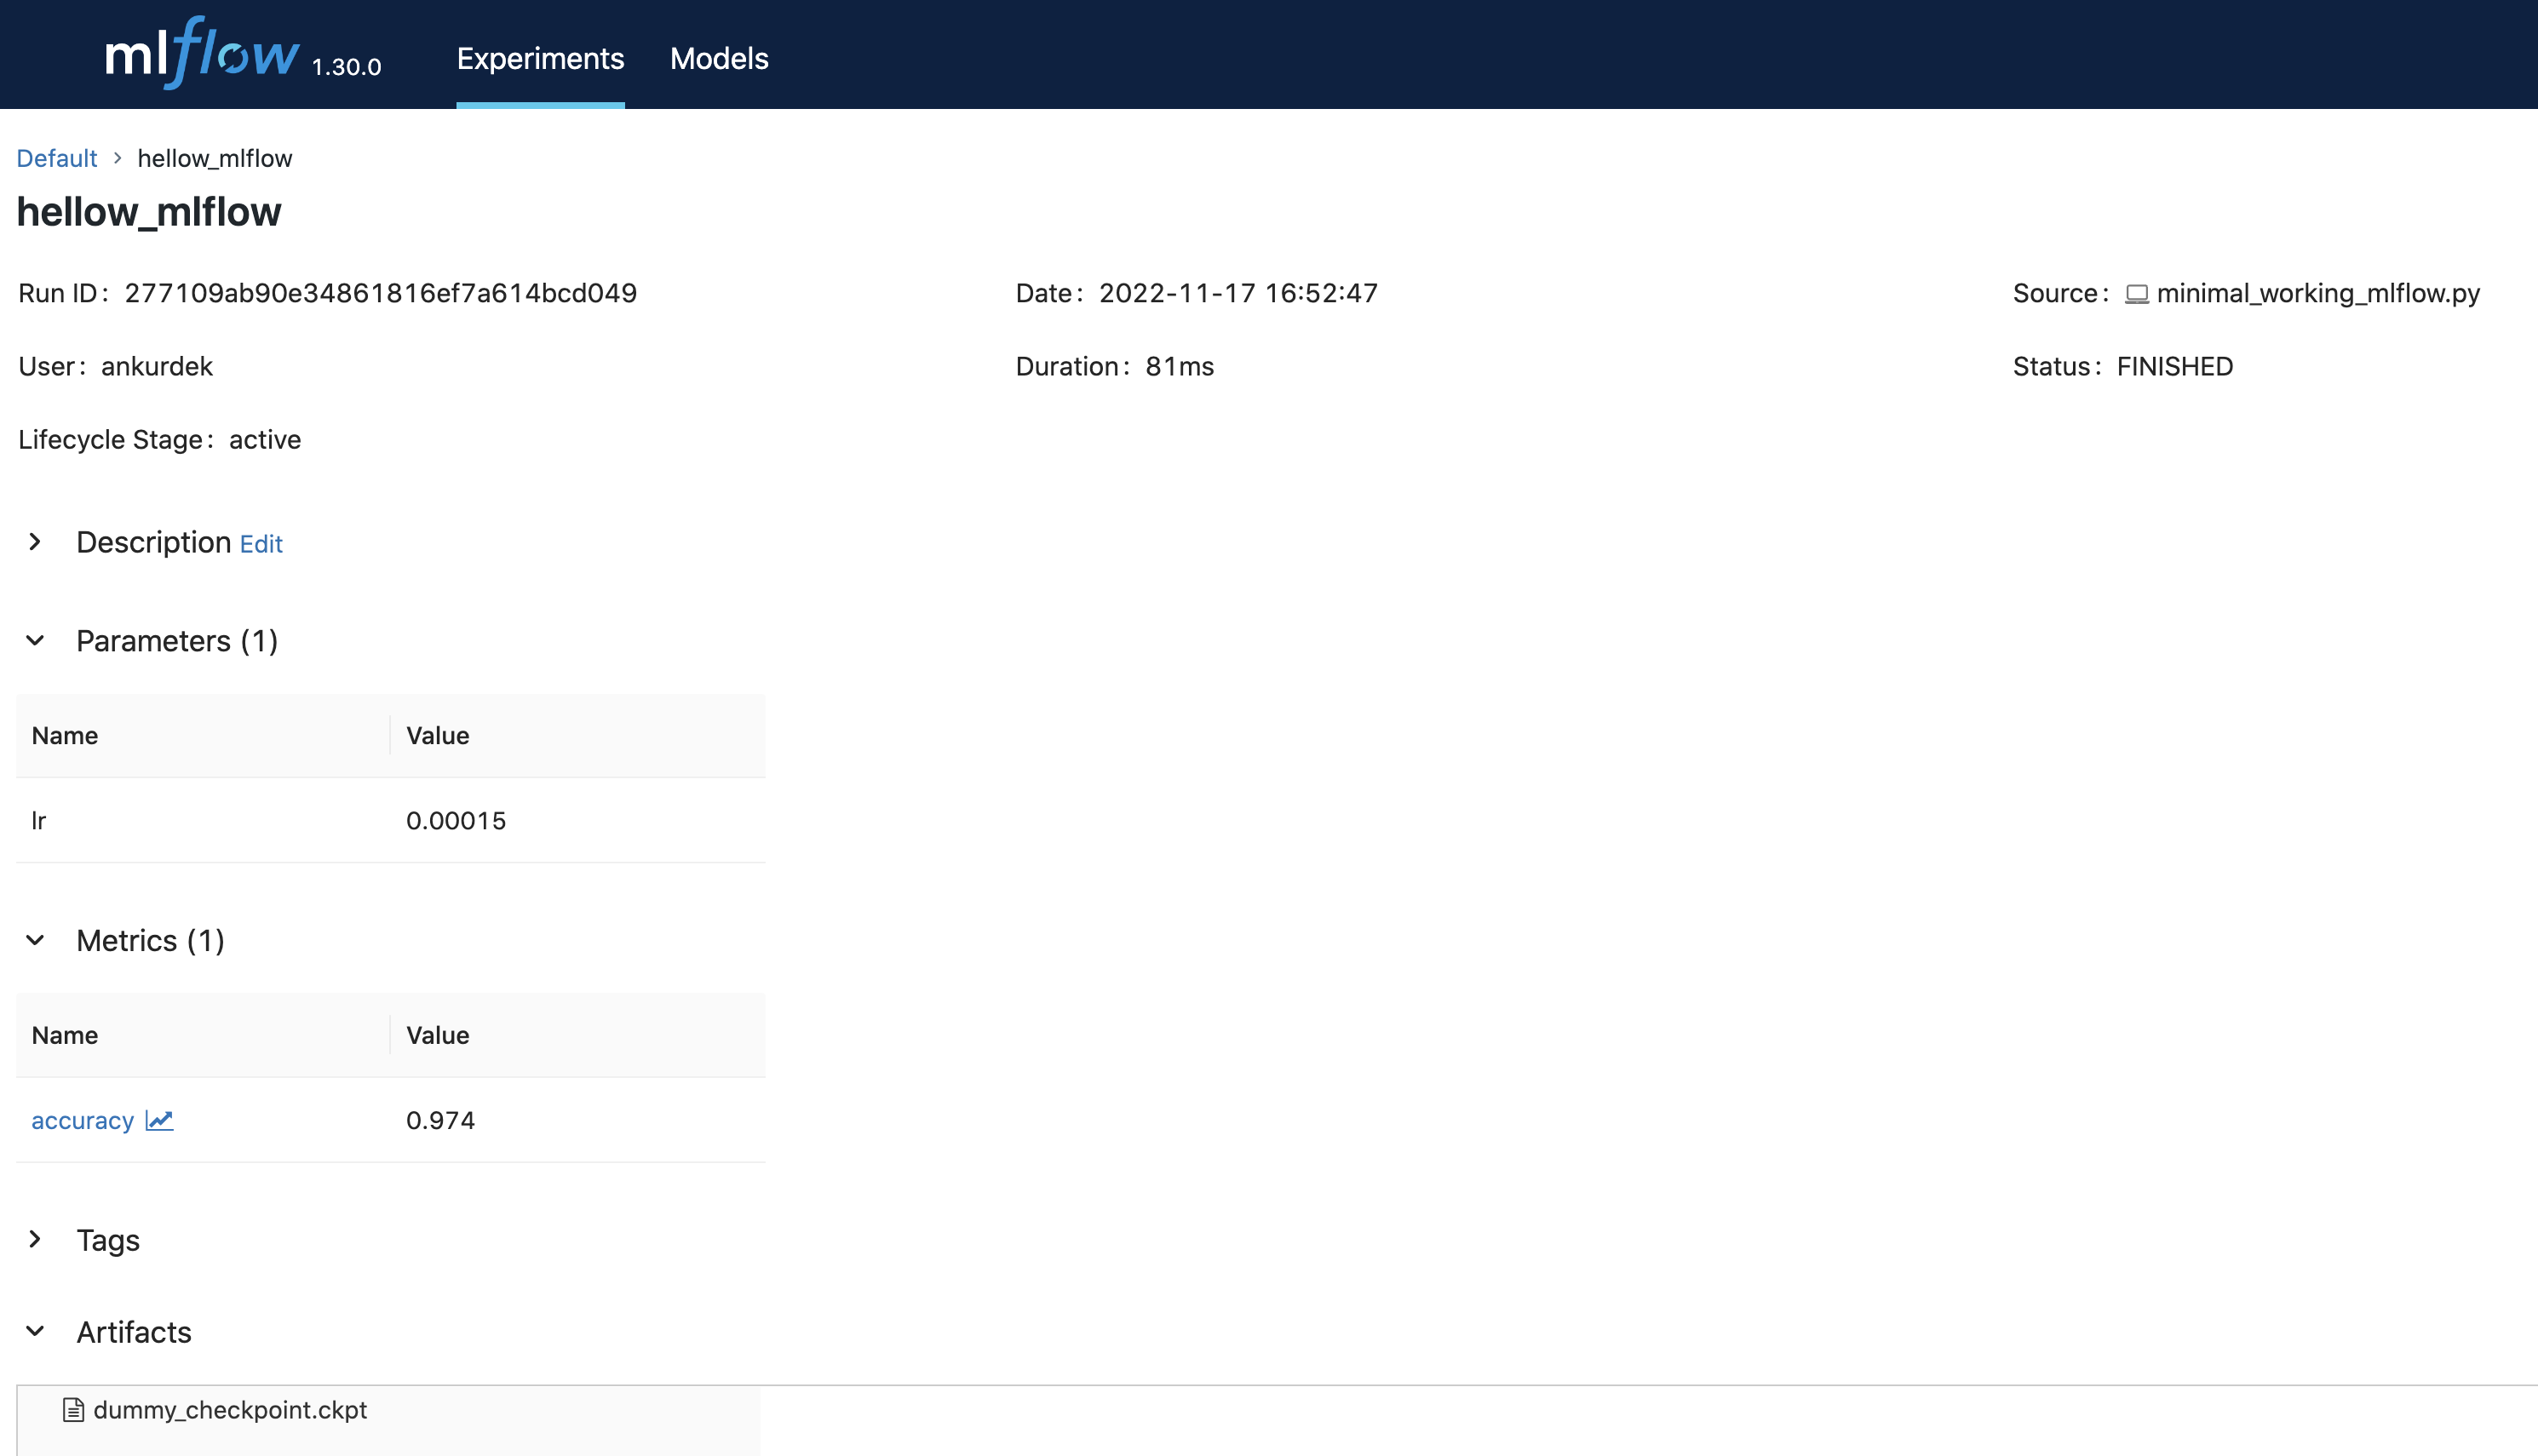 mlflow 1.30.0 Experiments Models
Default > hellow_mlflow
hellow_mlflow
Run ID: 277109ab90e34861816ef7a614bcd049 Date: 2022-11-17 16:52:47 Source: minimal_working_mlflow.py
User: ankurdek Duration: 81ms Status: FINISHED
Lifecycle Stage: active
Description Edit
Parameters (1)
Name Value
lr 0.00015
Metrics (1)
Name Value
accuracy 0.974
Tags
Artifacts
dummy_checkpoint.ckpt